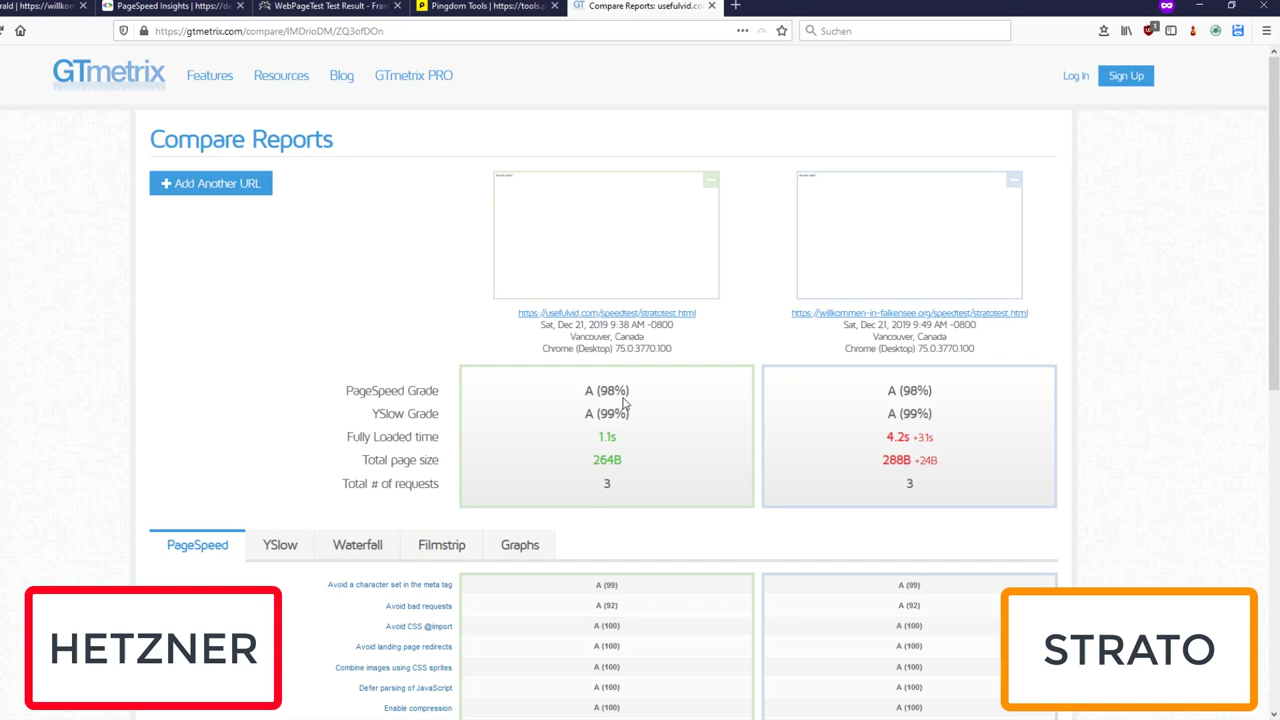 rald | https://willkom
PageSpeed Insights | https://de
WebPageTest Test Result - Fran
Pingdom Tools | https://tools.p
Compare Reports: usefulvid.co
https://gtmetrix.com/compare/IMDrioDM/ZQ3ofDOn
Suchen
1
GTmetrix
Features
Resources
Blog
GTmetrix PRO
Log In
Sign Up
Compare Reports
+ Add Another URL
https://usefulvid.com/speedtest/stratotest.html
Sat, Dec 21, 2019 9:38 AM -0800
Vancouver, Canada
Chrome (Desktop) 75.0.3770.100
https://willkommen-in-falkensee.org/speedtest/stratotest.html
Sat, Dec 21, 2019 9:49 AM -0800
Vancouver, Canada
Chrome (Desktop) 75.0.3770.100
PageSpeed Grade A (98%) A (98%)
YSlow Grade A (99%) A (99%)
Fully Loaded time 1.1s 4.2s +3.1s
Total page size 264B 288B +24B
Total # of requests 3 3
PageSpeed
YSlow
Waterfall
Filmstrip
Graphs
Avoid a character set in the meta tag A (99) A (99)
Avoid bad requests A (92) A (92)
Avoid CSS @import A (100) A (100)
Avoid landing page redirects A (100) A (100)
Combine images using CSS sprites A (100) A (100)
Defer parsing of JavaScript A (100) A (100)
Enable compression A (100) A (100)
HETZNER
STRATO